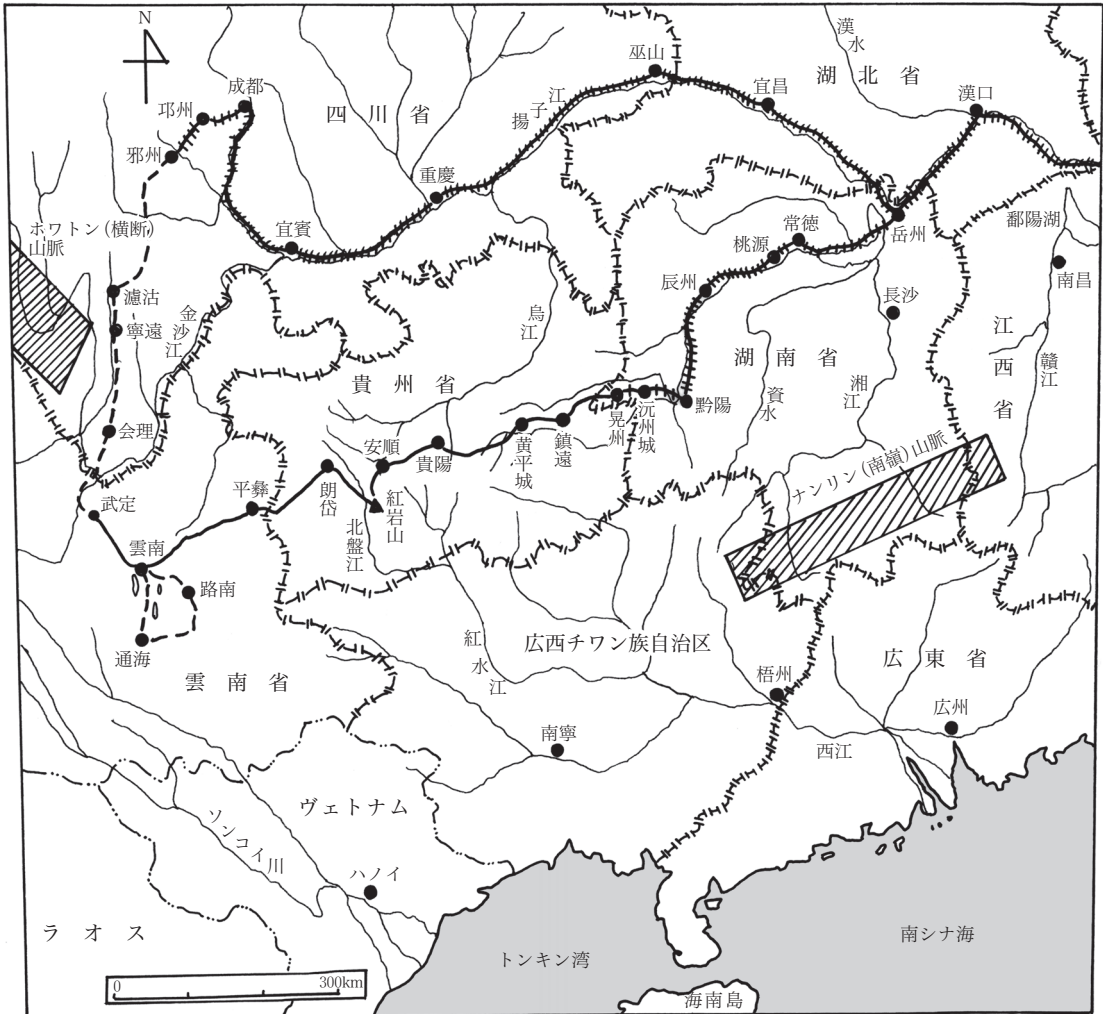 N
漢水
巫山
湖北省
成都
四川省
揚子江
宜昌
漢口
邛州
邪州
重慶
ボワトン(横断)
山脈
宜賓
常徳
岳州
鄱陽湖
桃源
南昌
瀘沽
辰州
長沙
寧遠
金沙江
烏江
江西省
湖南省
貴州省
資水
湘江
贛江
晃州
沅州城
黔陽
会理
安順
貴陽
黄平城
鎮遠
ナンリン(南嶺)山脈
武定
平彝
朗岱
紅岩山
北盤江
雲南
路南
通海
紅水江
広西チワン族自治区
広東省
雲南省
梧州
広州
南寧
西江
ヴェトナム
ソンコイ川
ハノイ
ラオス
トンキン湾
南シナ海
0
300km
海南島